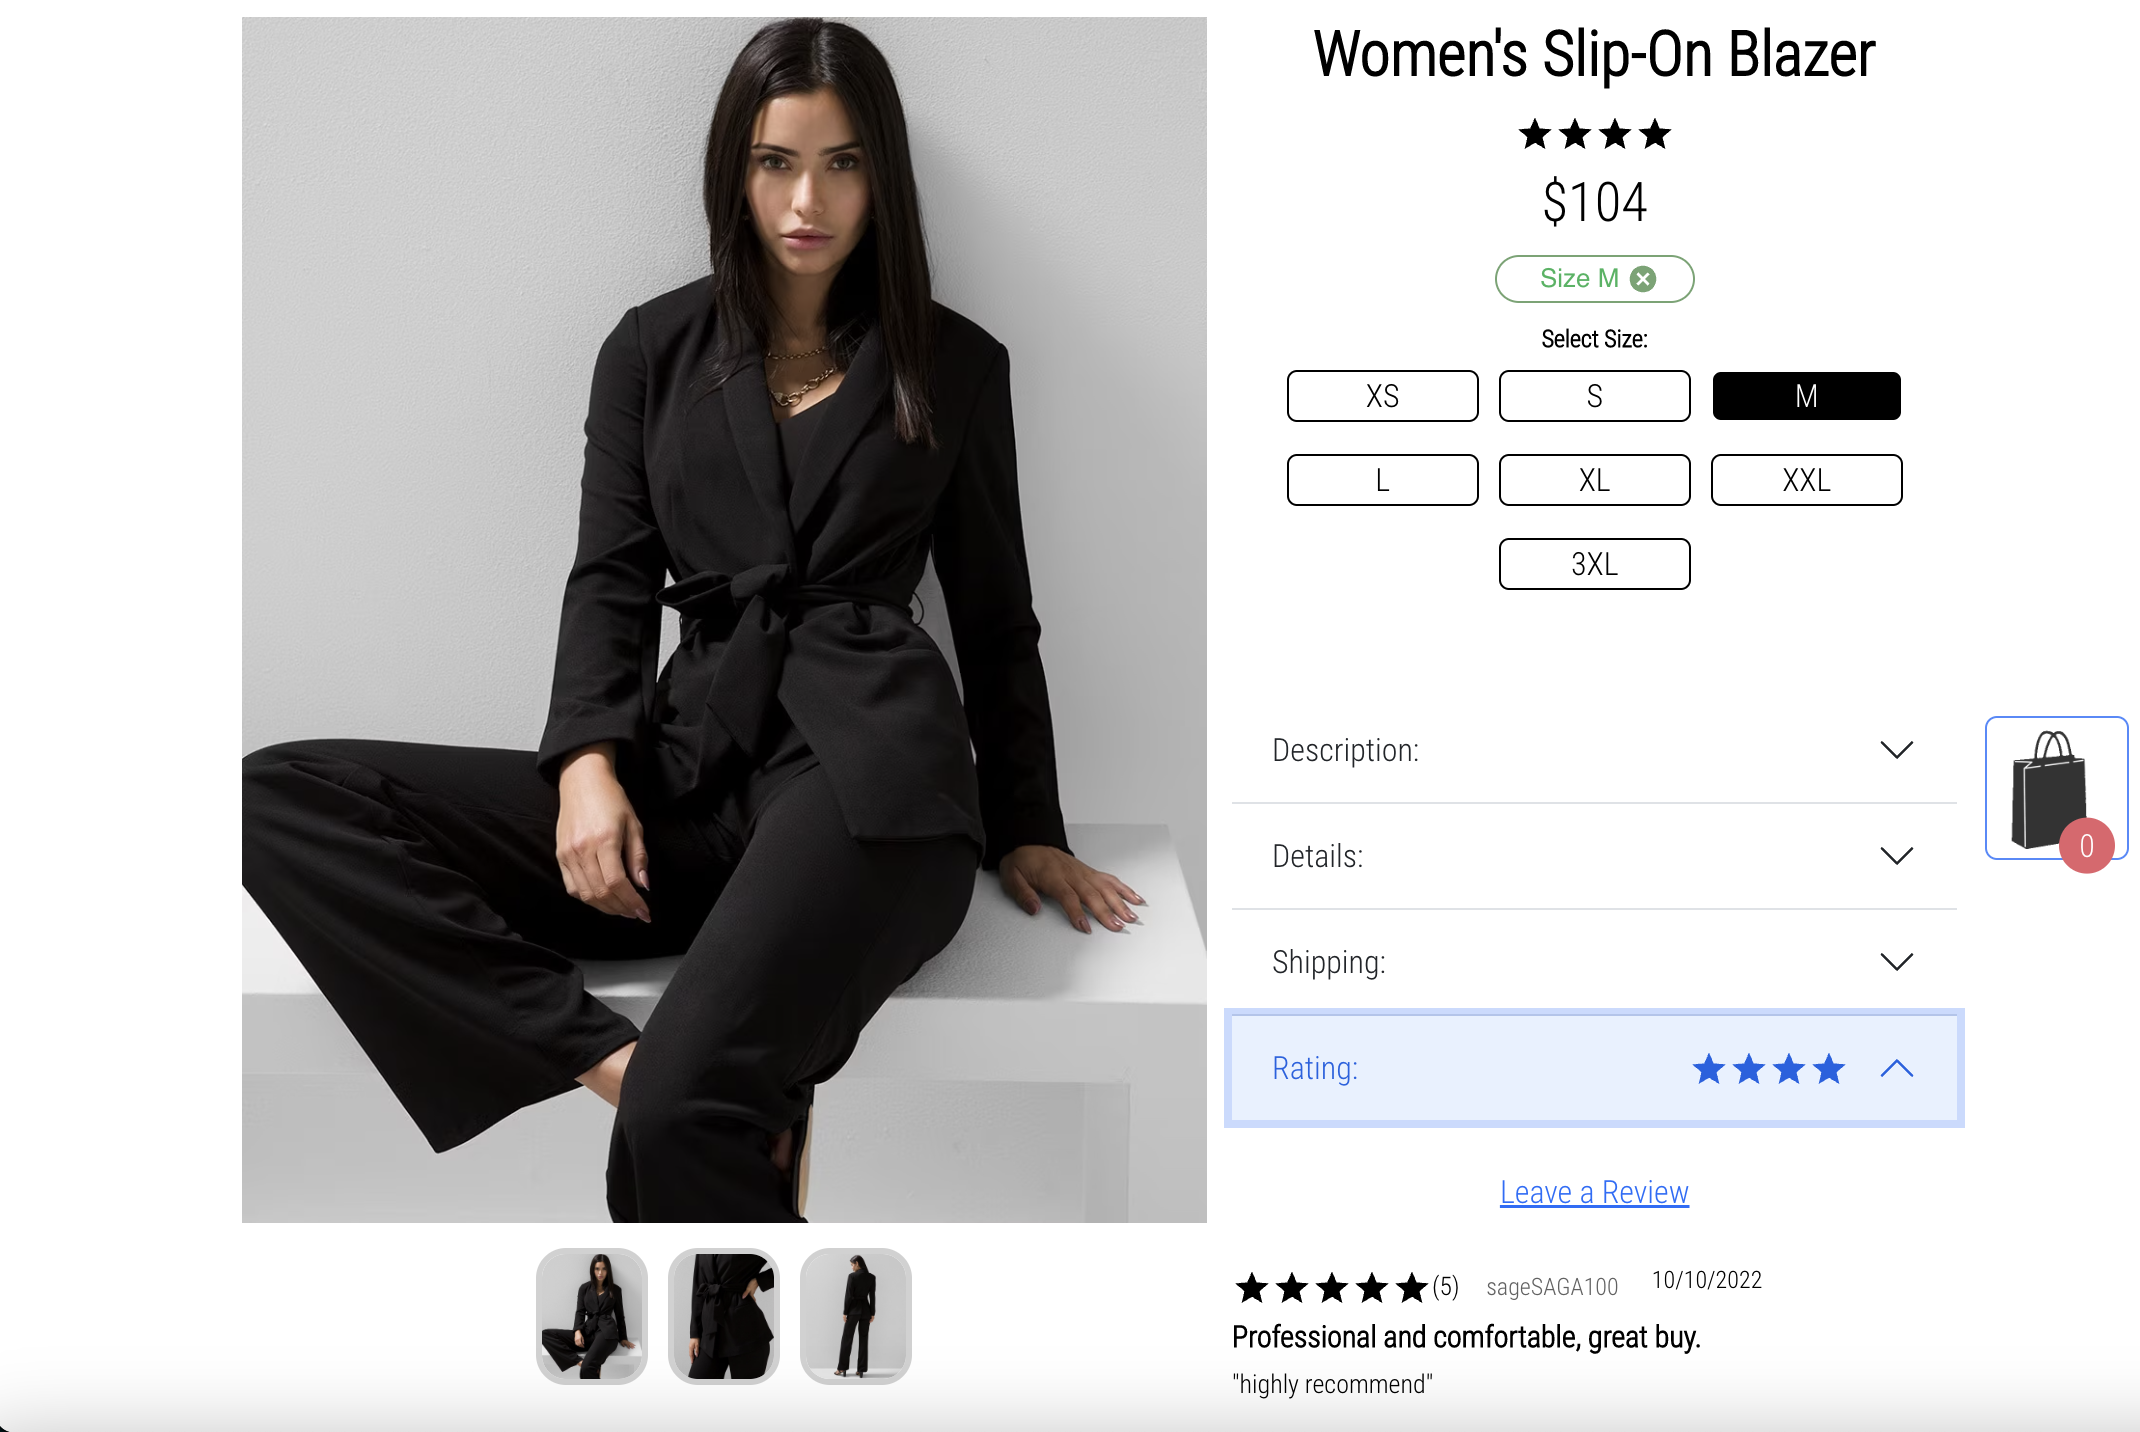 Women's Slip-On Blazer
$104
Size M
Select Size:
XS S M
L XL XXL
3XL
Description:
Details:
Shipping:
Rating:
0
Leave a Review
(5) sageSAGA100 10/10/2022
Professional and comfortable, great buy.
"highly recommend"